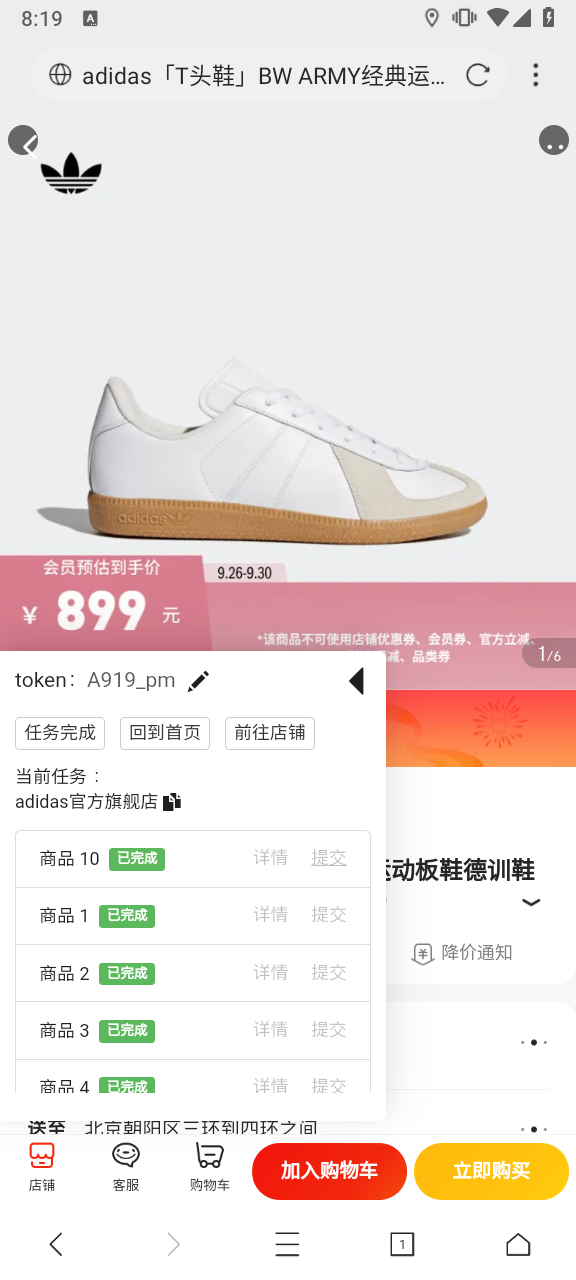 8:19
adidas「T头鞋」BW ARMY经典运...
adidas
会员预估到手价
9.26-9.30
¥ 899 元
*该商品不可使用店铺优惠券、会员券、官方立减、
减、品类券
1/6
token: A919_pm
任务完成 回到首页 前往店铺
当前任务：
adidas官方旗舰店
商品 10 已完成 详情 提交
运动板鞋德训鞋
商品 1 已完成 详情 提交
降价通知
商品 2 已完成 详情 提交
商品 3 已完成 详情 提交
商品 4 已完成 详情 提交
送至 北京朝阳区三环到四环之间
店铺 客服 购物车 加入购物车 立即购买
1